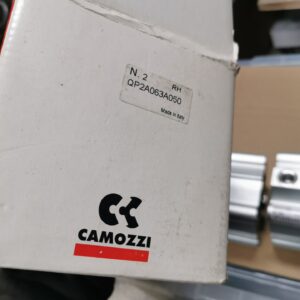 N. 2 RH
QP2A063A050
Made in Italy
CAMOZZI